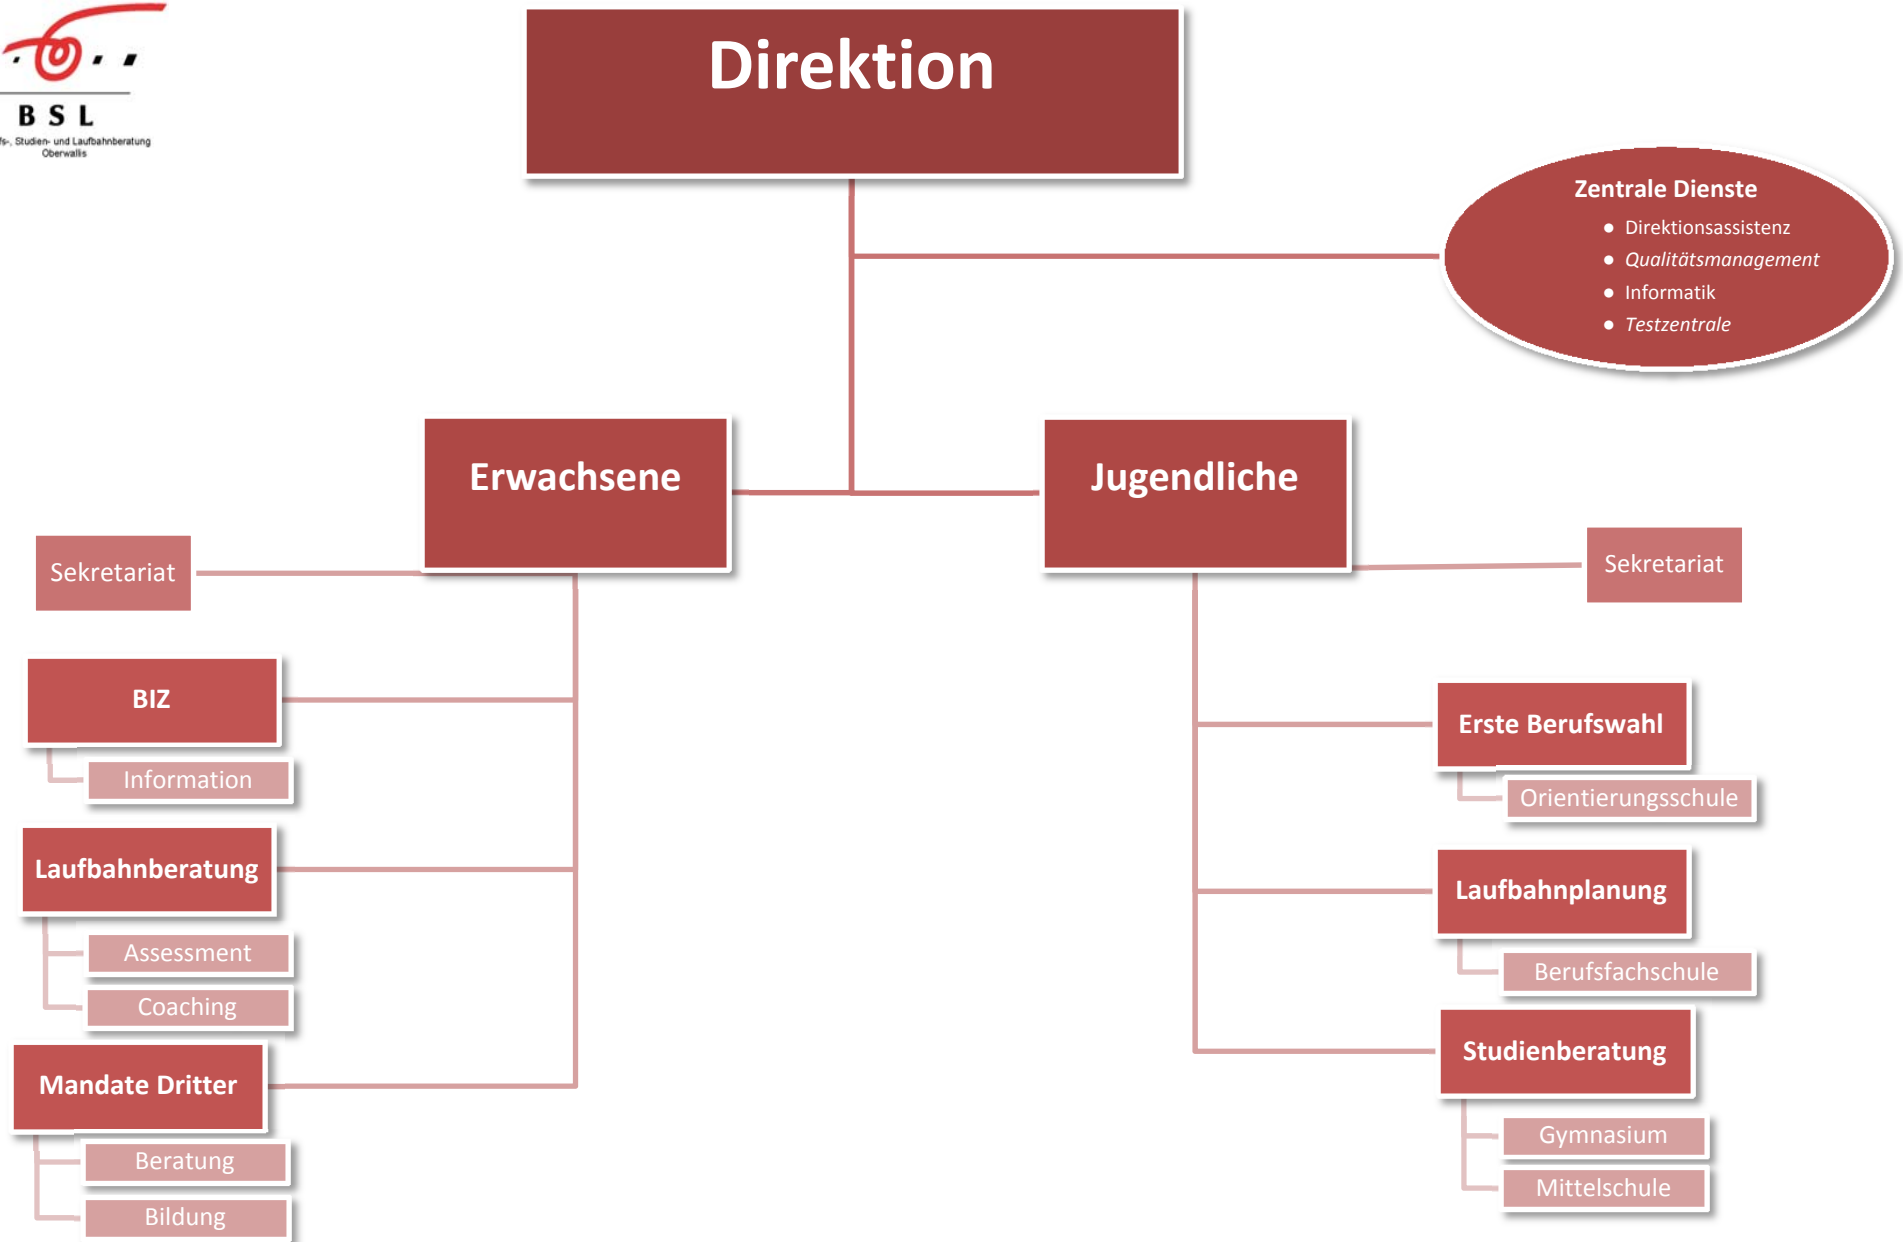 Direktion
B S L
Studien- und Laufbahnberatung
Oberwallis
Zentrale Dienste
● Direktionsassistenz
● Qualitätsmanagement
● Informatik
● Testzentrale
Erwachsene
Jugendliche
Sekretariat
Sekretariat
BIZ
Information
Laufbahnberatung
Assessment
Coaching
Mandate Dritter
Beratung
Bildung
Erste Berufswahl
Orientierungsschule
Laufbahnplanung
Berufsfachschule
Studienberatung
Gymnasium
Mittelschule